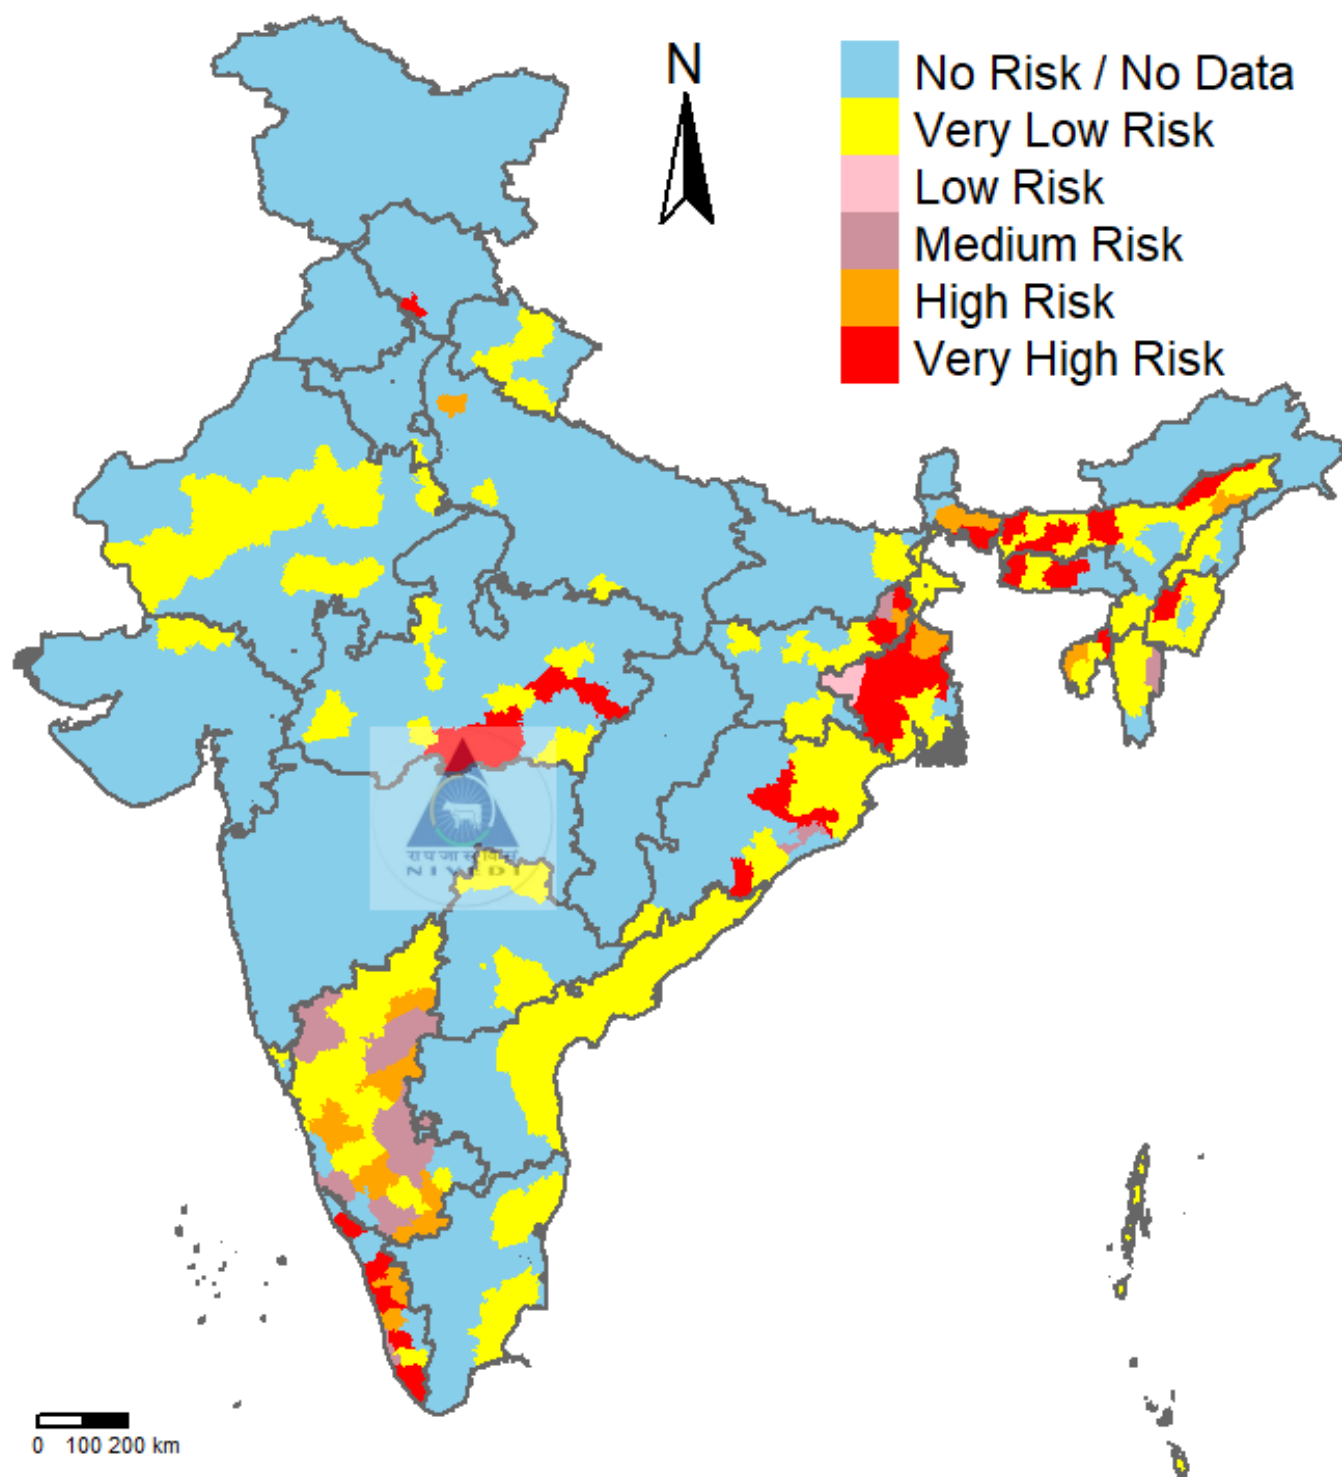 N
No Risk / No Data
Very Low Risk
Low Risk
Medium Risk
High Risk
Very High Risk
NIVEDI
0 100 200 km